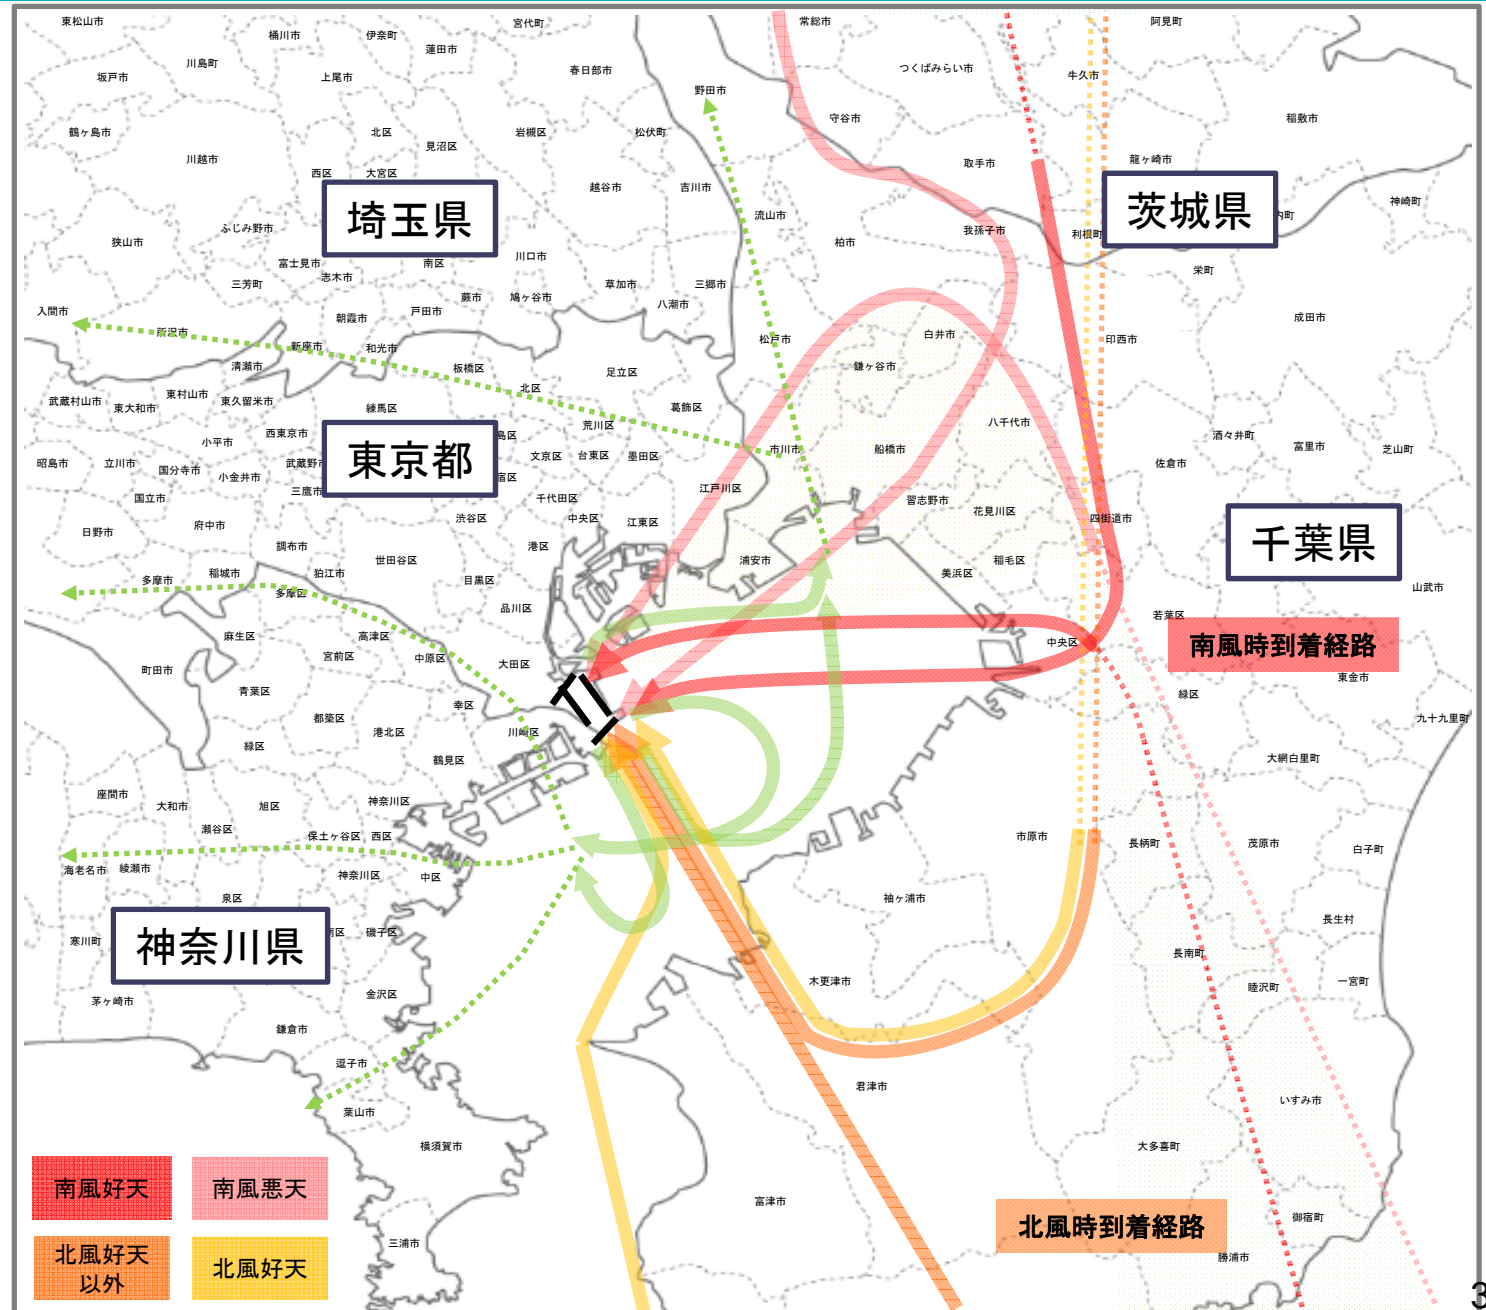 東松山市
桶川市
伊奈町
宮代町
常総市
阿見町
川島町
蓮田市
坂戸市
上尾市
春日部市
つくばみらい市
牛久市
野田市
鶴ヶ島市
北区
見沼区
岩槻区
松伏町
守谷市
稲敷市
川越市
西区
大宮区
越谷市
吉川市
取手市
龍ヶ崎市
埼玉県
茨城県
神崎町
内町
狭山市
ふじみ野市
流山市
柏市
我孫子市
利根町
富士見市
志木市
南区
川口市
栄町
三芳町
蕨市
鳩ヶ谷市
草加市
三郷市
八潮市
入間市
所沢市
朝霞市
戸田市
成田市
新座市
和光市
松戸市
白井市
印西市
清瀬市
板橋区
足立区
鎌ヶ谷市
武蔵村山市
東大和市
東村山市
東久留米市
練馬区
北区
葛飾区
小平市
西東京市
東京都
島区
荒川区
八千代市
酒々井町
富里市
芝山町
昭島市
立川市
国分寺市
小金井市
武蔵野市
文京区
台東区
墨田区
市川市
船橋市
佐倉市
国立市
三鷹市
宿区
千代田区
江戸川区
習志野市
日野市
府中市
渋谷区
中央区
江東区
花見川区
四街道市
千葉県
調布市
世田谷区
港区
浦安市
稲毛区
美浜区
多摩市
稲城市
狛江市
目黒区
多摩区
品川区
山武市
若葉区
麻生区
高津区
中央区
南風時到着経路
町田市
宮前区
中原区
大田区
東金市
青葉区
幸区
緑区
都築区
港北区
川崎区
九十九里町
緑区
鶴見区
大網白里町
座間市
大和市
旭区
神奈川区
瀬谷区
保土ヶ谷区
西区
市原市
長柄町
茂原市
白子町
海老名市
綾瀬市
神奈川区
中区
泉区
袖ヶ浦市
長生村
寒川町
神奈川県
南区
磯子区
長南町
木更津市
睦沢町
一宮町
茅ヶ崎市
金沢区
鎌倉市
逗子市
君津市
葉山市
いすみ市
横須賀市
大多喜町
南風好天
南風悪天
富津市
北風時到着経路
御宿町
三浦市
勝浦市
北風好天
以外
北風好天
3